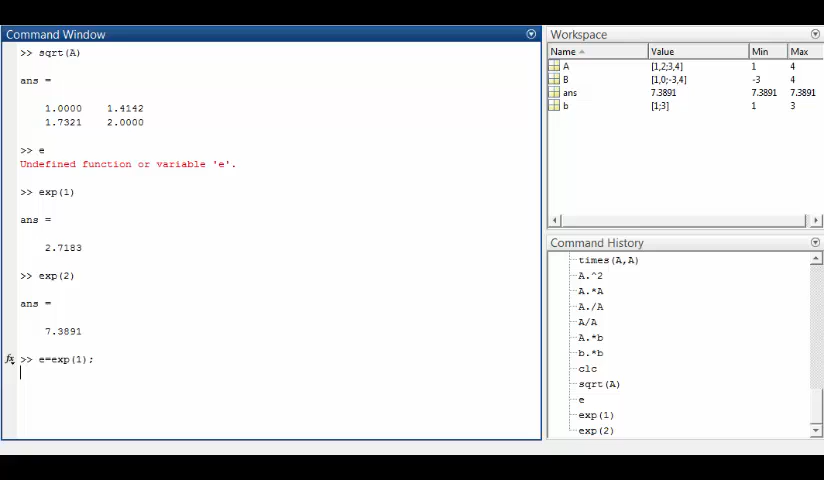 Command Window
>> sqrt(A)
ans =
1.0000 1.4142
1.7321 2.0000
>> e
Undefined function or variable 'e'.
>> exp(1)
ans =
2.7183
>> exp(2)
ans =
7.3891
fx >> e=exp(1);
Workspace
Name Value Min Max
A [1,2;3,4] 1 4
B [1,0;-3,4] -3 4
ans 7.3891 7.3891 7.3891
b [1;3] 1 3
Command History
times(A,A)
A.^2
A.*A
A./A
A/A
A.*b
b.*b
clc
sqrt(A)
e
exp(1)
exp(2)